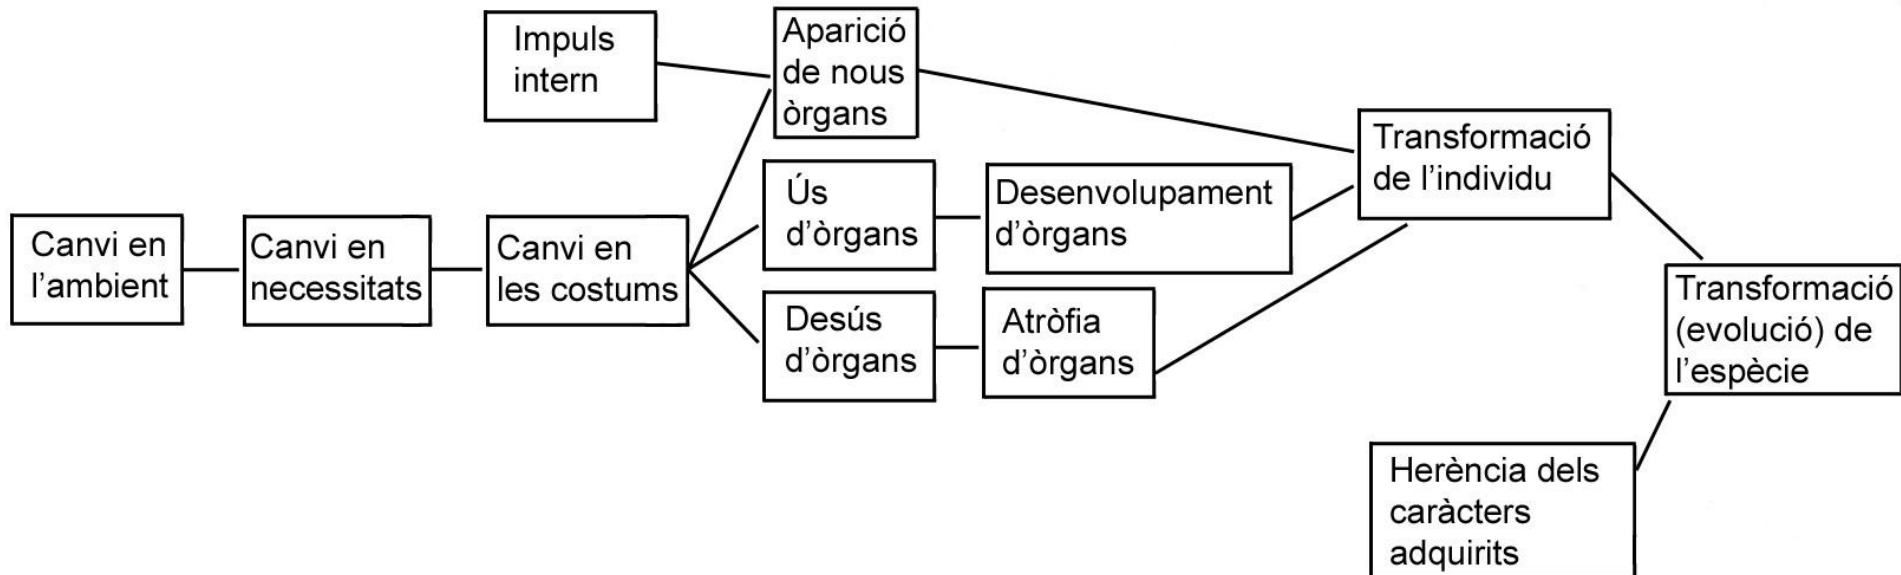 Impuls
intern
Aparició
de nous
òrgans
Transformació
de l’individu
Ús
d’òrgans
Desenvolupament
d’òrgans
Canvi en
l’ambient
Canvi en
necessitats
Canvi en
les costums
Desús
d’òrgans
Atròfia
d’òrgans
Transformació
(evolució) de
l’espècie
Herència dels
caràcters
adquirits